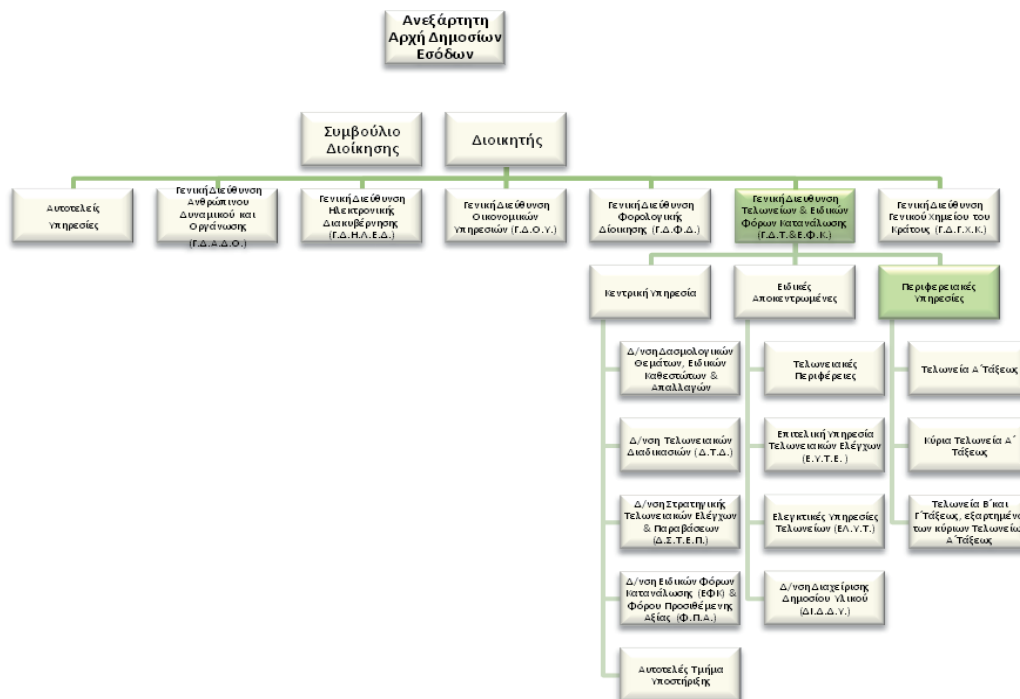 Ανεξάρτητη
Αρχή Δημοσίων
Εσόδων
Συμβούλιο
Διοίκησης
Διοικητής
Αυτοτελείς
Υπηρεσίες
Γενική Διεύθυνση
Ανθρώπινου
Δυναμικού και
Οργάνωσης
(Γ.Δ.Α.Δ.Ο.)
Γενική Διεύθυνση
Ηλεκτρονικής
Διακυβέρνησης
(Γ.Δ.ΗΛ.Ε.Δ.)
Γενική Διεύθυνση
Οικονομικών
Υπηρεσιών (Γ.Δ.Ο.Υ.)
Γενική Διεύθυνση
Φορολογικής
Διοίκησης (Γ.Δ.Φ.Δ.)
Γενική Διευθυνση
Τελωνείων & Ειδικών
Φόρων Κατανάλωσης
(Γ.Δ.Τ.&Ε.Φ.Κ.)
Γενική Διεύθυνση
Γενικού Χημείου του
Κράτους (Γ.Δ.Γ.Χ.Κ.)
Κεντρική Υπηρεσία
Ειδικές
Αποκεντρωμένες
Περιφερειακές
Υπηρεσίες
Δ/νση Δασμολογικών
Θεμάτων, Ειδικών
Καθεστώτων &
Απαλλαγών
Δ/νση Τελωνειακών
Διαδικασιών (Δ.Τ.Δ.)
Δ/νση Στρατηγικής
Τελωνειακών Ελέγχων
& Παραβάσεων
(Δ.Σ.Τ.Ε.Π.)
Δ/νση Ειδικών Φόρων
Κατανάλωσης (ΕΦΚ) &
Φόρου Προσιθέμενης
Αξίας (Φ.Π.Α.)
Αυτοτελές Τμήμα
Υποστήριξης
Τελωνειακές
Περιφέρειες
Επιτελική Υπηρεσία
Τελωνειακών Ελέγχων
(Ε.Υ.Τ.Ε.)
Ελεγκτικές Υπηρεσίες
Τελωνείων (ΕΛ.Υ.Τ.)
Δ/νση Διαχείρισης
Δημοσίου Υλικού
(ΔΙ.Δ.Δ.Υ.)
Τελωνεία Α΄Τάξεως
Κύρια Τελωνεία Α΄
Τάξεως
Τελωνεία Β΄και
Γ΄Τάξεως, εξαρτημένα
των κύριων Τελωνείων
Α΄Τάξεως